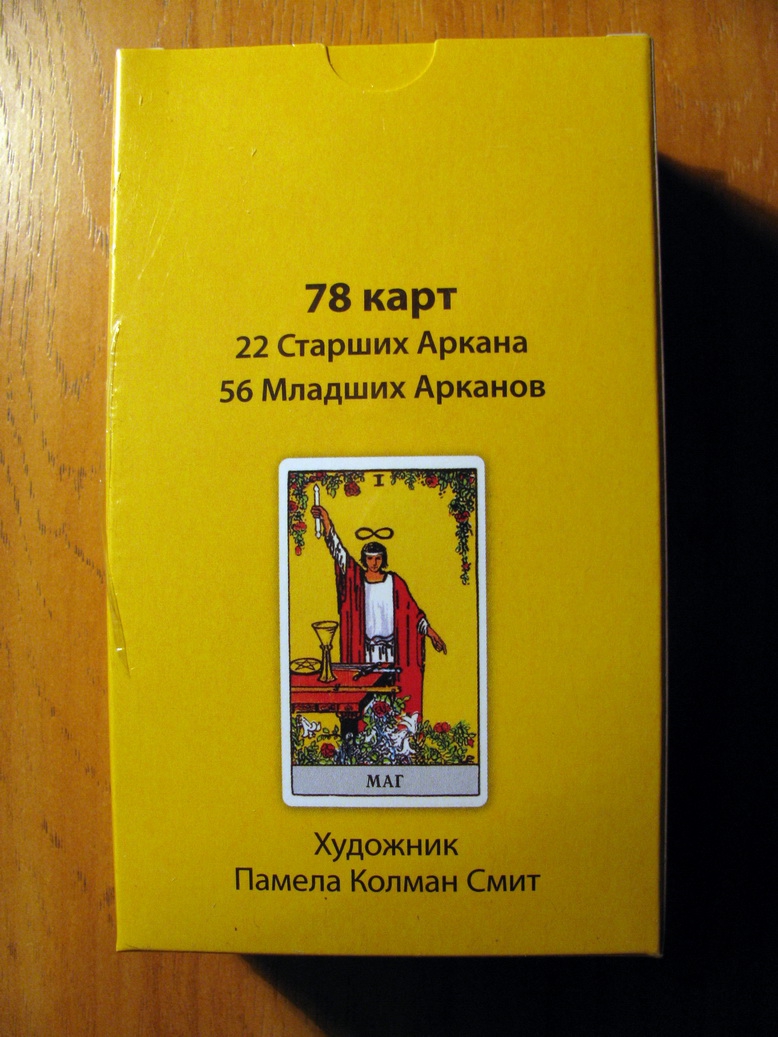 78 карт
22 Старших Аркана
56 Младших Арканов
I
МАГ
Художник
Памела Колман Смит